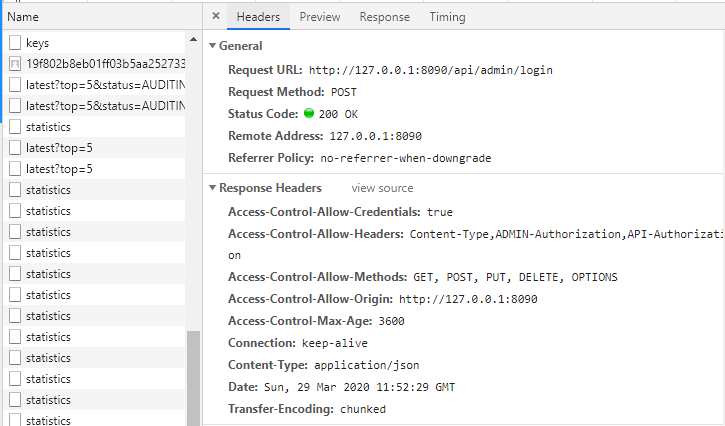 Name
keys
19f802b8eb01ff03b5aa252733
latest?top=5&status=AUDITIN
latest?top=5&status=AUDITIN
statistics
latest?top=5
latest?top=5
statistics
statistics
statistics
statistics
statistics
statistics
statistics
statistics
statistics
statistics
statistics
statistics
× Headers Preview Response Timing
General
Request URL: http://127.0.0.1:8090/api/admin/login
Request Method: POST
Status Code: 200 OK
Remote Address: 127.0.0.1:8090
Referrer Policy: no-referrer-when-downgrade
Response Headers view source
Access-Control-Allow-Credentials: true
Access-Control-Allow-Headers: Content-Type,ADMIN-Authorization,API-Authorizati
on
Access-Control-Allow-Methods: GET, POST, PUT, DELETE, OPTIONS
Access-Control-Allow-Origin: http://127.0.0.1:8090
Access-Control-Max-Age: 3600
Connection: keep-alive
Content-Type: application/json
Date: Sun, 29 Mar 2020 11:52:29 GMT
Transfer-Encoding: chunked